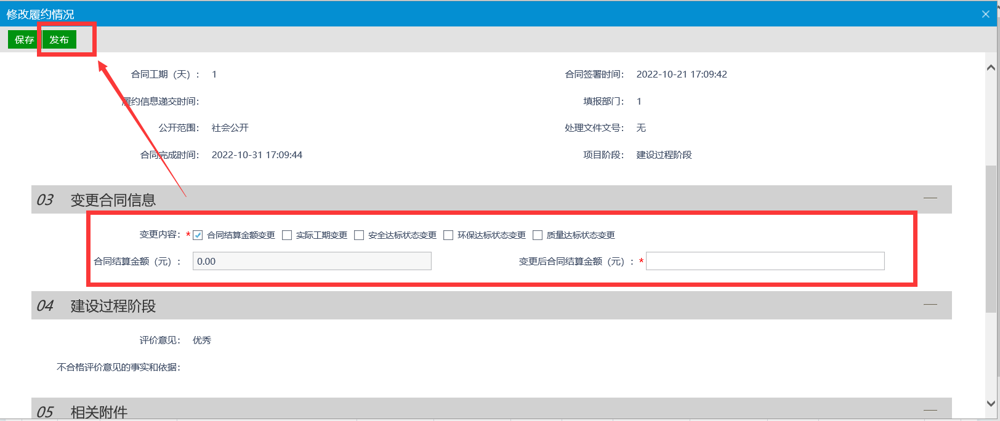 修改履约情况
保存 发布
合同工期（天）： 1 合同签署时间： 2022-10-21 17:09:42
履约信息递交时间： 填报部门： 1
公开范围： 社会公开 处理文件文号： 无
合同完成时间： 2022-10-31 17:09:44 项目阶段： 建设过程阶段
03 变更合同信息
变更内容：* 合同结算金额变更 实际工期变更 安全达标状态变更 环保达标状态变更 质量达标状态变更
合同结算金额（元）： 0.00 变更后合同结算金额（元）：*
04 建设过程阶段
评价意见： 优秀
不合格评价意见的事实和依据：
05 相关附件